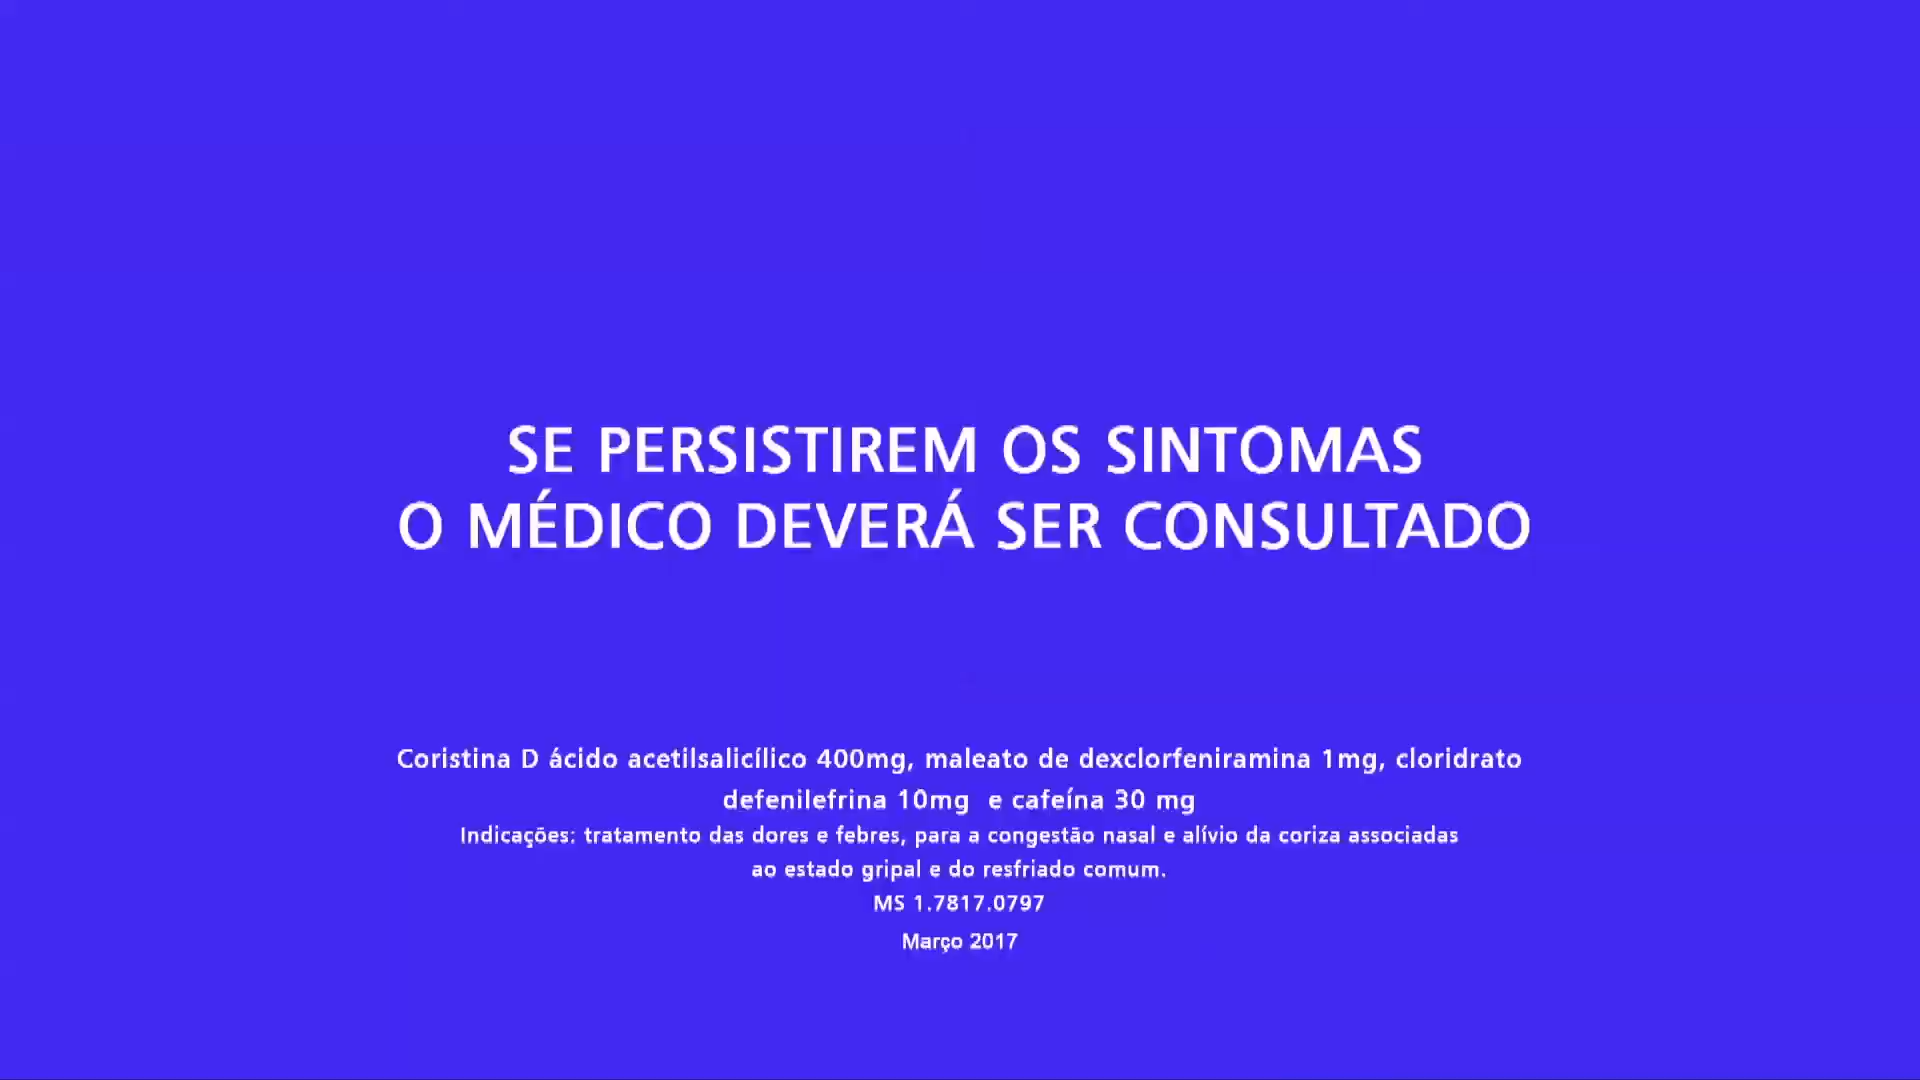 SE PERSISTIREM OS SINTOMAS
O MÉDICO DEVERÁ SER CONSULTADO
Coristina D ácido acetilsalicílico 400mg, maleato de dexclorfeniramina 1mg, cloridrato
defenilefrina 10mg e cafeína 30 mg
Indicações: tratamento das dores e febres, para a congestão nasal e alívio da coriza associadas
ao estado gripal e do resfriado comum.
MS 1.7817.0797
Março 2017